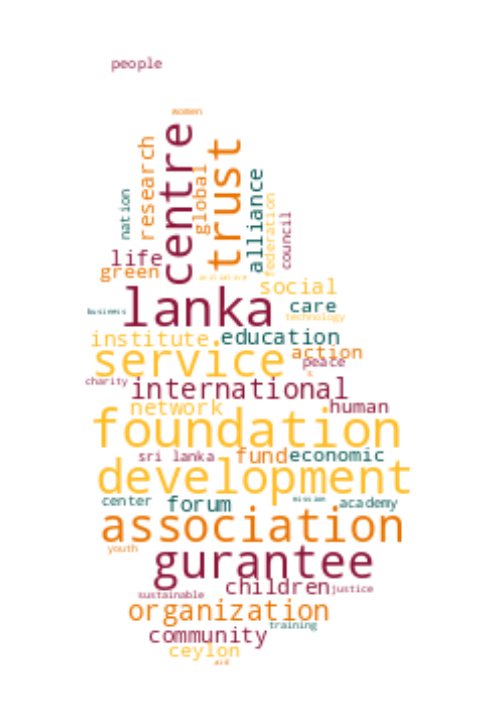 people
women
centre
trust
research
global
nation
alliance
federation
council
life
green
initiative
social
lanka
care
business
technology
institute
education
service
action
peace
s
charity
international
network
human
foundation
sri lanka
fund
economic
development
center
forum
mission
academy
association
youth
gurantee
children
justice
sustainable
organization
training
community
ceylon
aid